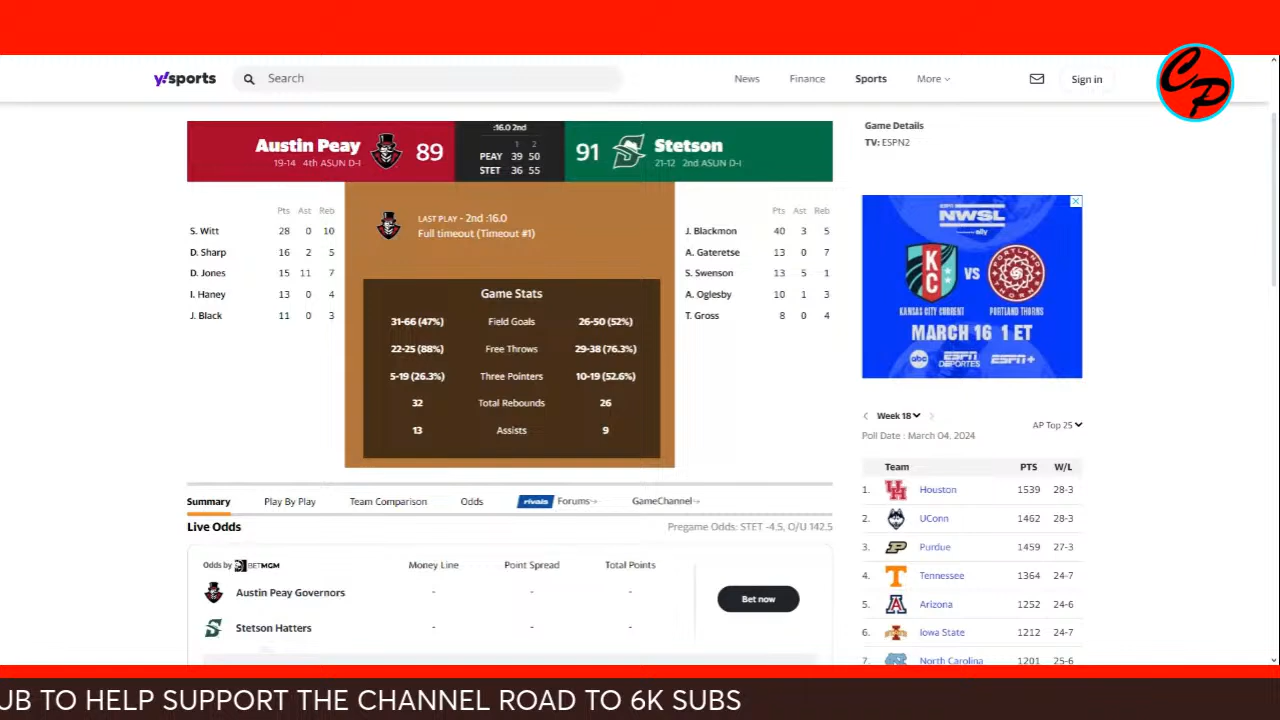 y!sports
Search
News
Finance
Sports
More
Sign in
CP
Austin Peay
19-14 4th ASUN D-I
89
:16.0 2nd
1 2
PEAY 39 50
STET 36 55
91
Stetson
21-12 2nd ASUN D-I
Game Details
TV: ESPN2
Pts Ast Reb
S. Witt 28 0 10
D. Sharp 16 2 5
D. Jones 15 11 7
I. Haney 13 0 4
J. Black 11 0 3
LAST PLAY - 2nd :16.0
Full timeout (Timeout #1)
Game Stats
31-66 (47%) Field Goals 26-50 (52%)
22-25 (88%) Free Throws 29-38 (76.3%)
5-19 (26.3%) Three Pointers 10-19 (52.6%)
32 Total Rebounds 26
13 Assists 9
Pts Ast Reb
J. Blackmon 40 3 5
A. Gateretse 13 0 7
S. Swenson 13 5 1
A. Oglesby 10 1 3
T. Gross 8 0 4
NWSL
ally
KC
VS
KANSAS CITY CURRENT
PORTLAND THORNS
MARCH 16 1 ET
abc
ESPN DEPORTES
ESPN+
Week 18
AP Top 25
Poll Date : March 04, 2024
Team PTS W/L
1. Houston 1539 28-3
2. UConn 1462 28-3
3. Purdue 1459 27-3
4. Tennessee 1364 24-7
5. Arizona 1252 24-6
6. Iowa State 1212 24-7
7. North Carolina 1201 25-6
Summary
Play By Play
Team Comparison
Odds
rivals Forums
GameChannel
Live Odds
Pregame Odds: STET -4.5, O/U 142.5
Odds by BETMGM
Money Line
Point Spread
Total Points
Austin Peay Governors - - -
Stetson Hatters - - -
Bet now
UB TO HELP SUPPORT THE CHANNEL ROAD TO 6K SUBS